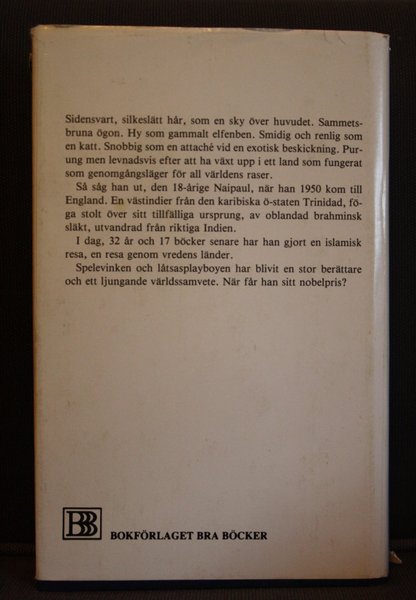 Sidensvart, silkeslätt hår, som en sky över huvudet. Sammets-
bruna ögon. Hy som gammalt elfenben. Smidig och renlig som
en katt. Snobbig som en attaché vid en exotisk beskickning. Pur-
ung men levnadsvis efter att ha växt upp i ett land som fungerat
som genomgångsläger för all världens raser.
Så såg han ut, den 18-årige Naipaul, när han 1950 kom till
England. En västindier från den karibiska ö-staten Trinidad, fö-
ga stolt över sitt tillfälliga ursprung, av oblandad brahminsk
släkt, utvandrad från riktiga Indien.
I dag, 32 år och 17 böcker senare har han gjort en islamisk
resa, en resa genom vredens länder.
Spelevinken och låtsasplayboyen har blivit en stor berättare
och ett ljungande världssamvete. När får han sitt nobelpris?
BBB BOKFÖRLAGET BRA BÖCKER